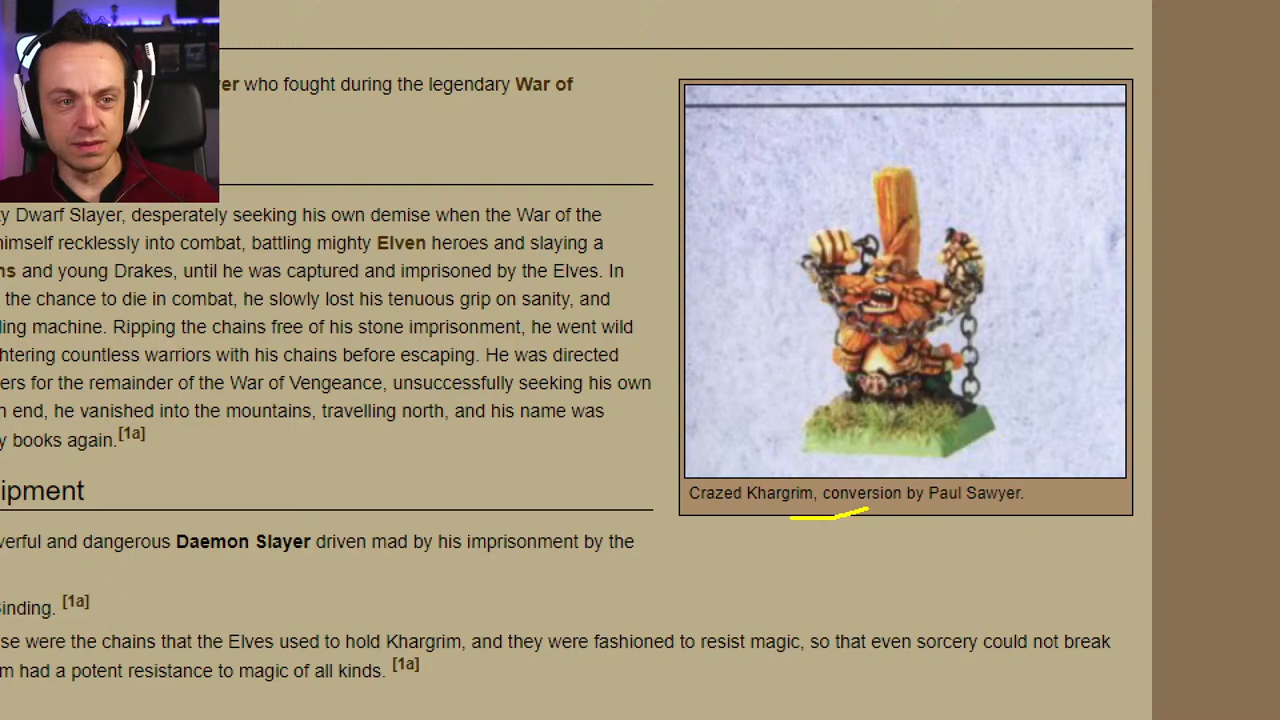 er who fought during the legendary War of
y Dwarf Slayer, desperately seeking his own demise when the War of the
himself recklessly into combat, battling mighty Elven heroes and slaying a
ns and young Drakes, until he was captured and imprisoned by the Elves. In
the chance to die in combat, he slowly lost his tenuous grip on sanity, and
ling machine. Ripping the chains free of his stone imprisonment, he went wild
htering countless warriors with his chains before escaping. He was directed
ers for the remainder of the War of Vengeance, unsuccessfully seeking his own
n end, he vanished into the mountains, travelling north, and his name was
y books again.[1a]
Crazed Khargrim, conversion by Paul Sawyer.
ipment
werful and dangerous Daemon Slayer driven mad by his imprisonment by the
Binding. [1a]
se were the chains that the Elves used to hold Khargrim, and they were fashioned to resist magic, so that even sorcery could not break
m had a potent resistance to magic of all kinds. [1a]